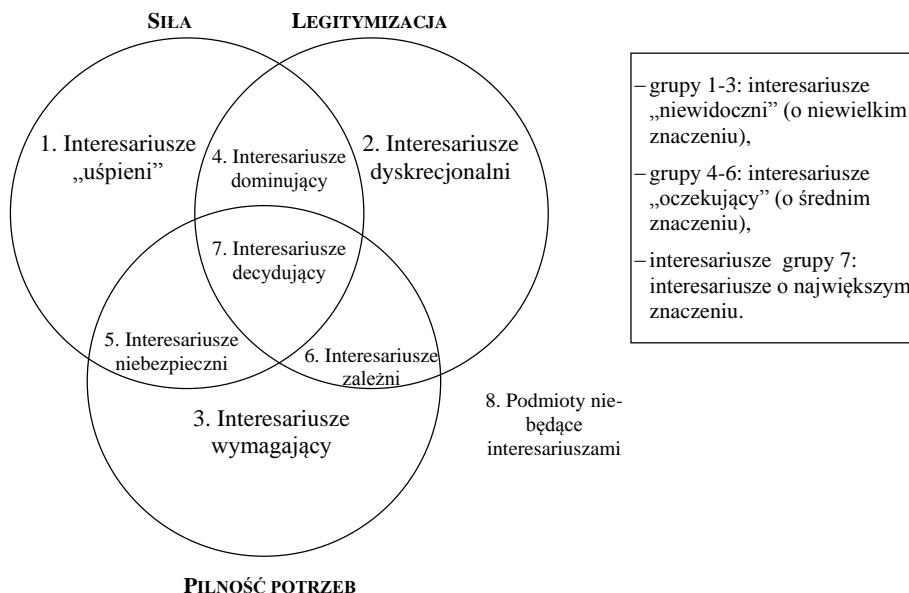 SIŁA
LEGITYMIZACJA
1. Interesariusze
„uśpieni”
4. Interesariusze
dominujący
2. Interesariusze
dyskrecjonalni
7. Interesariusze
decydujący
5. Interesariusze
niebezpieczni
6. Interesariusze
zależni
3. Interesariusze
wymagający
8. Podmioty nie-
będące
interesariuszami
PILNOŚĆ POTRZEB
– grupy 1-3: interesariusze
„niewidoczni” (o niewielkim
znaczeniu),
– grupy 4-6: interesariusze
„oczekujący” (o średnim
znaczeniu),
– interesariusze grupy 7:
interesariusze o największym
znaczeniu.